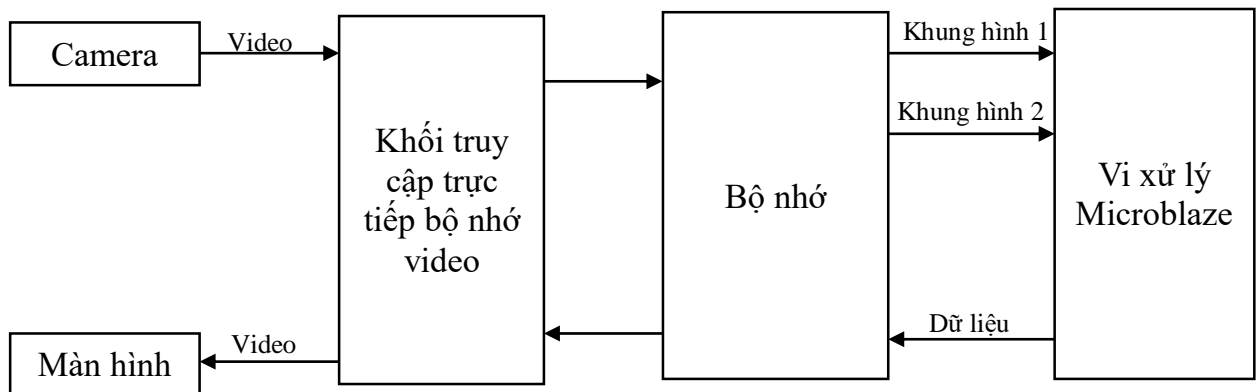 Camera
Video
Khối truy
cập trực
tiếp bộ nhớ
video
Bộ nhớ
Khung hình 1
Khung hình 2
Vi xử lý
Microblaze
Dữ liệu
Video
Màn hình